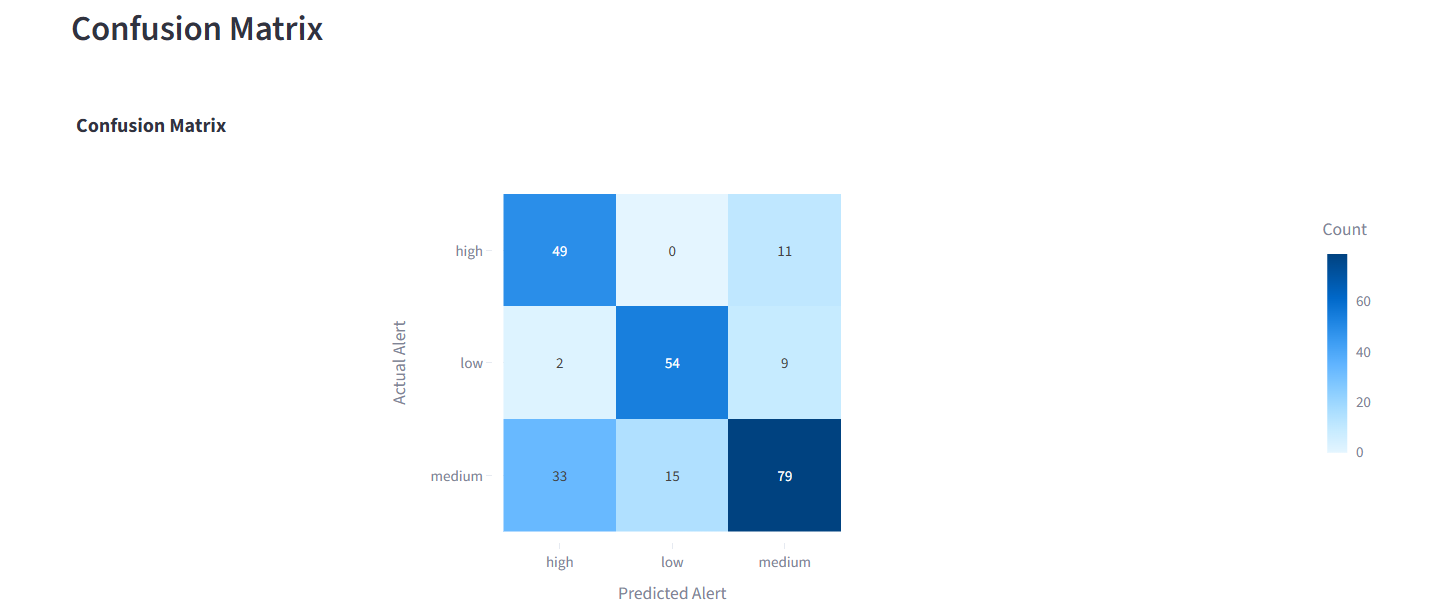 Confusion Matrix
Confusion Matrix
Count
high 49 0 11
low 2 54 9
medium 33 15 79
high low medium
Predicted Alert
Actual Alert
60
40
20
0